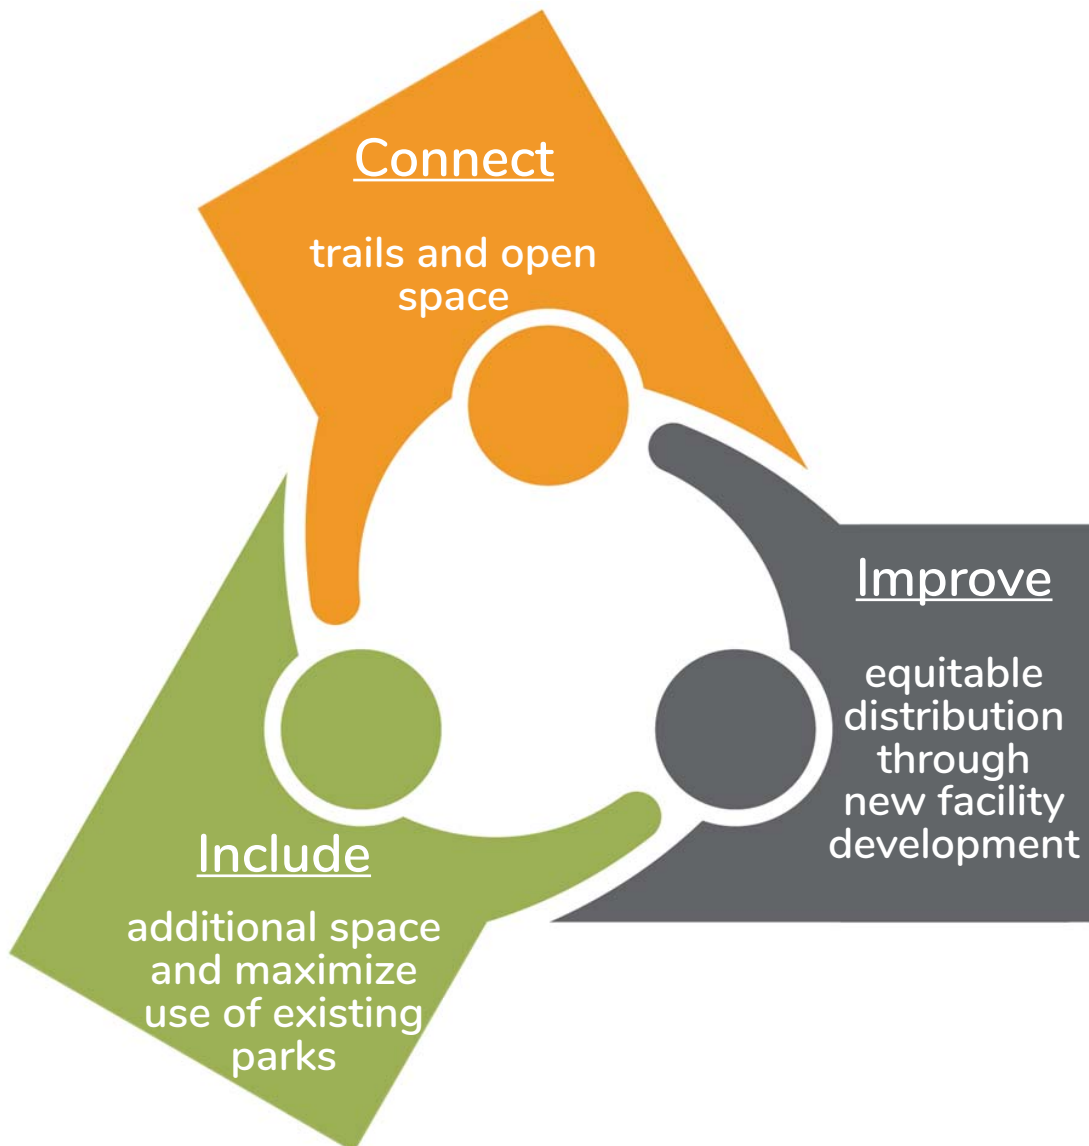 Connect
trails and open
space
Improve
equitable
distribution
through
new facility
development
Include
additional space
and maximize
use of existing
parks